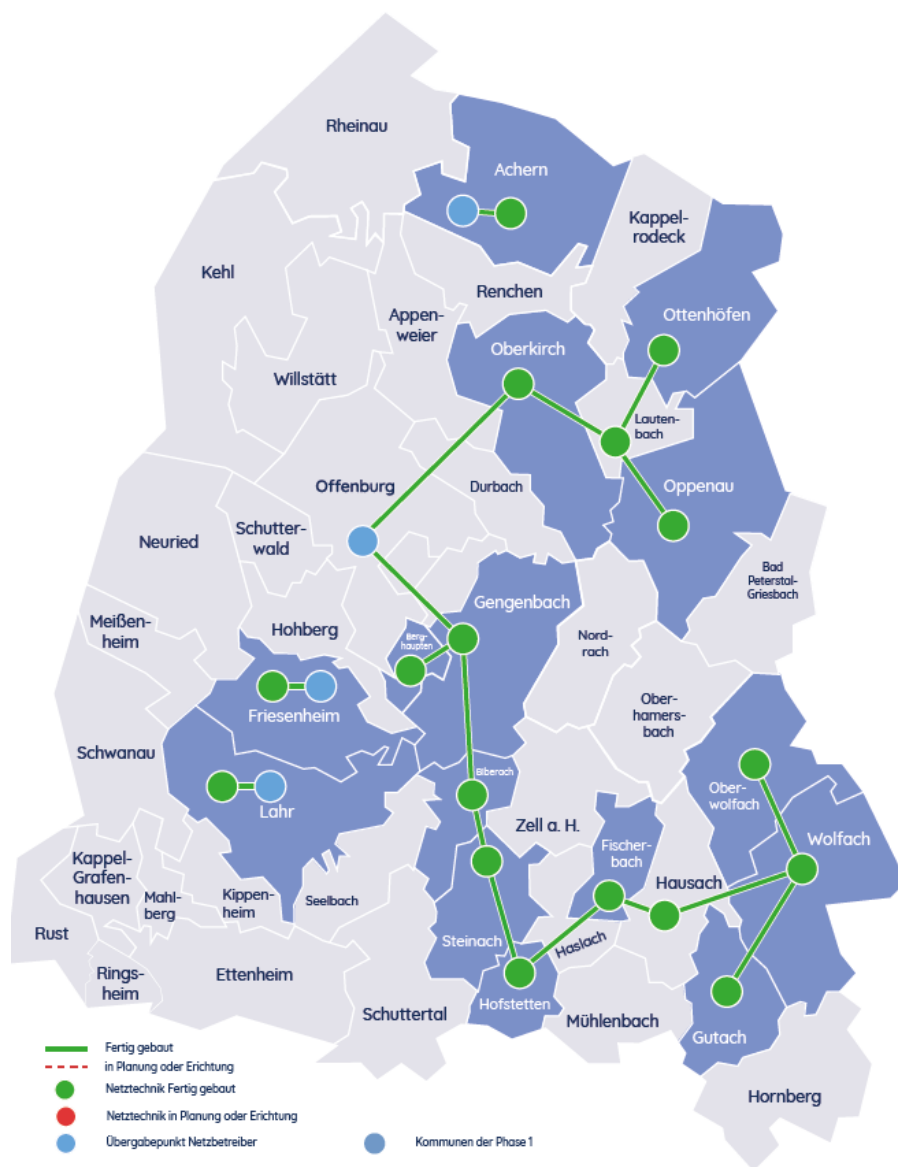 Rheinau
Achern
Kappel-
rodeck
Kehl
Renchen
Appen-
weier
Ottenhöfen
Oberkirch
Willstätt
Lauten-
bach
Offenburg
Durbach
Oppenau
Schutter-
wald
Neuried
Bad
Peterstal-
Griesbach
Gengenbach
Meißen-
heim
Hohberg
Berg-
haupten
Nord-
rach
Ober-
hamers-
bach
Friesenheim
Schwanau
Biberach
Ober-
wolfach
Lahr
Zell a. H.
Wolfach
Fischer-
bach
Kappel-
Grafen-
hausen
Mahl-
berg
Kippen-
heim
Seelbach
Hausach
Rust
Steinach
Haslach
Rings-
heim
Ettenheim
Hofstetten
Schuttertal
Mühlenbach
Gutach
Hornberg
Fertig gebaut
in Planung oder Errichtung
Netztechnik Fertig gebaut
Netztechnik in Planung oder Errichtung
Übergabepunkt Netzbetreiber
Kommunen der Phase 1